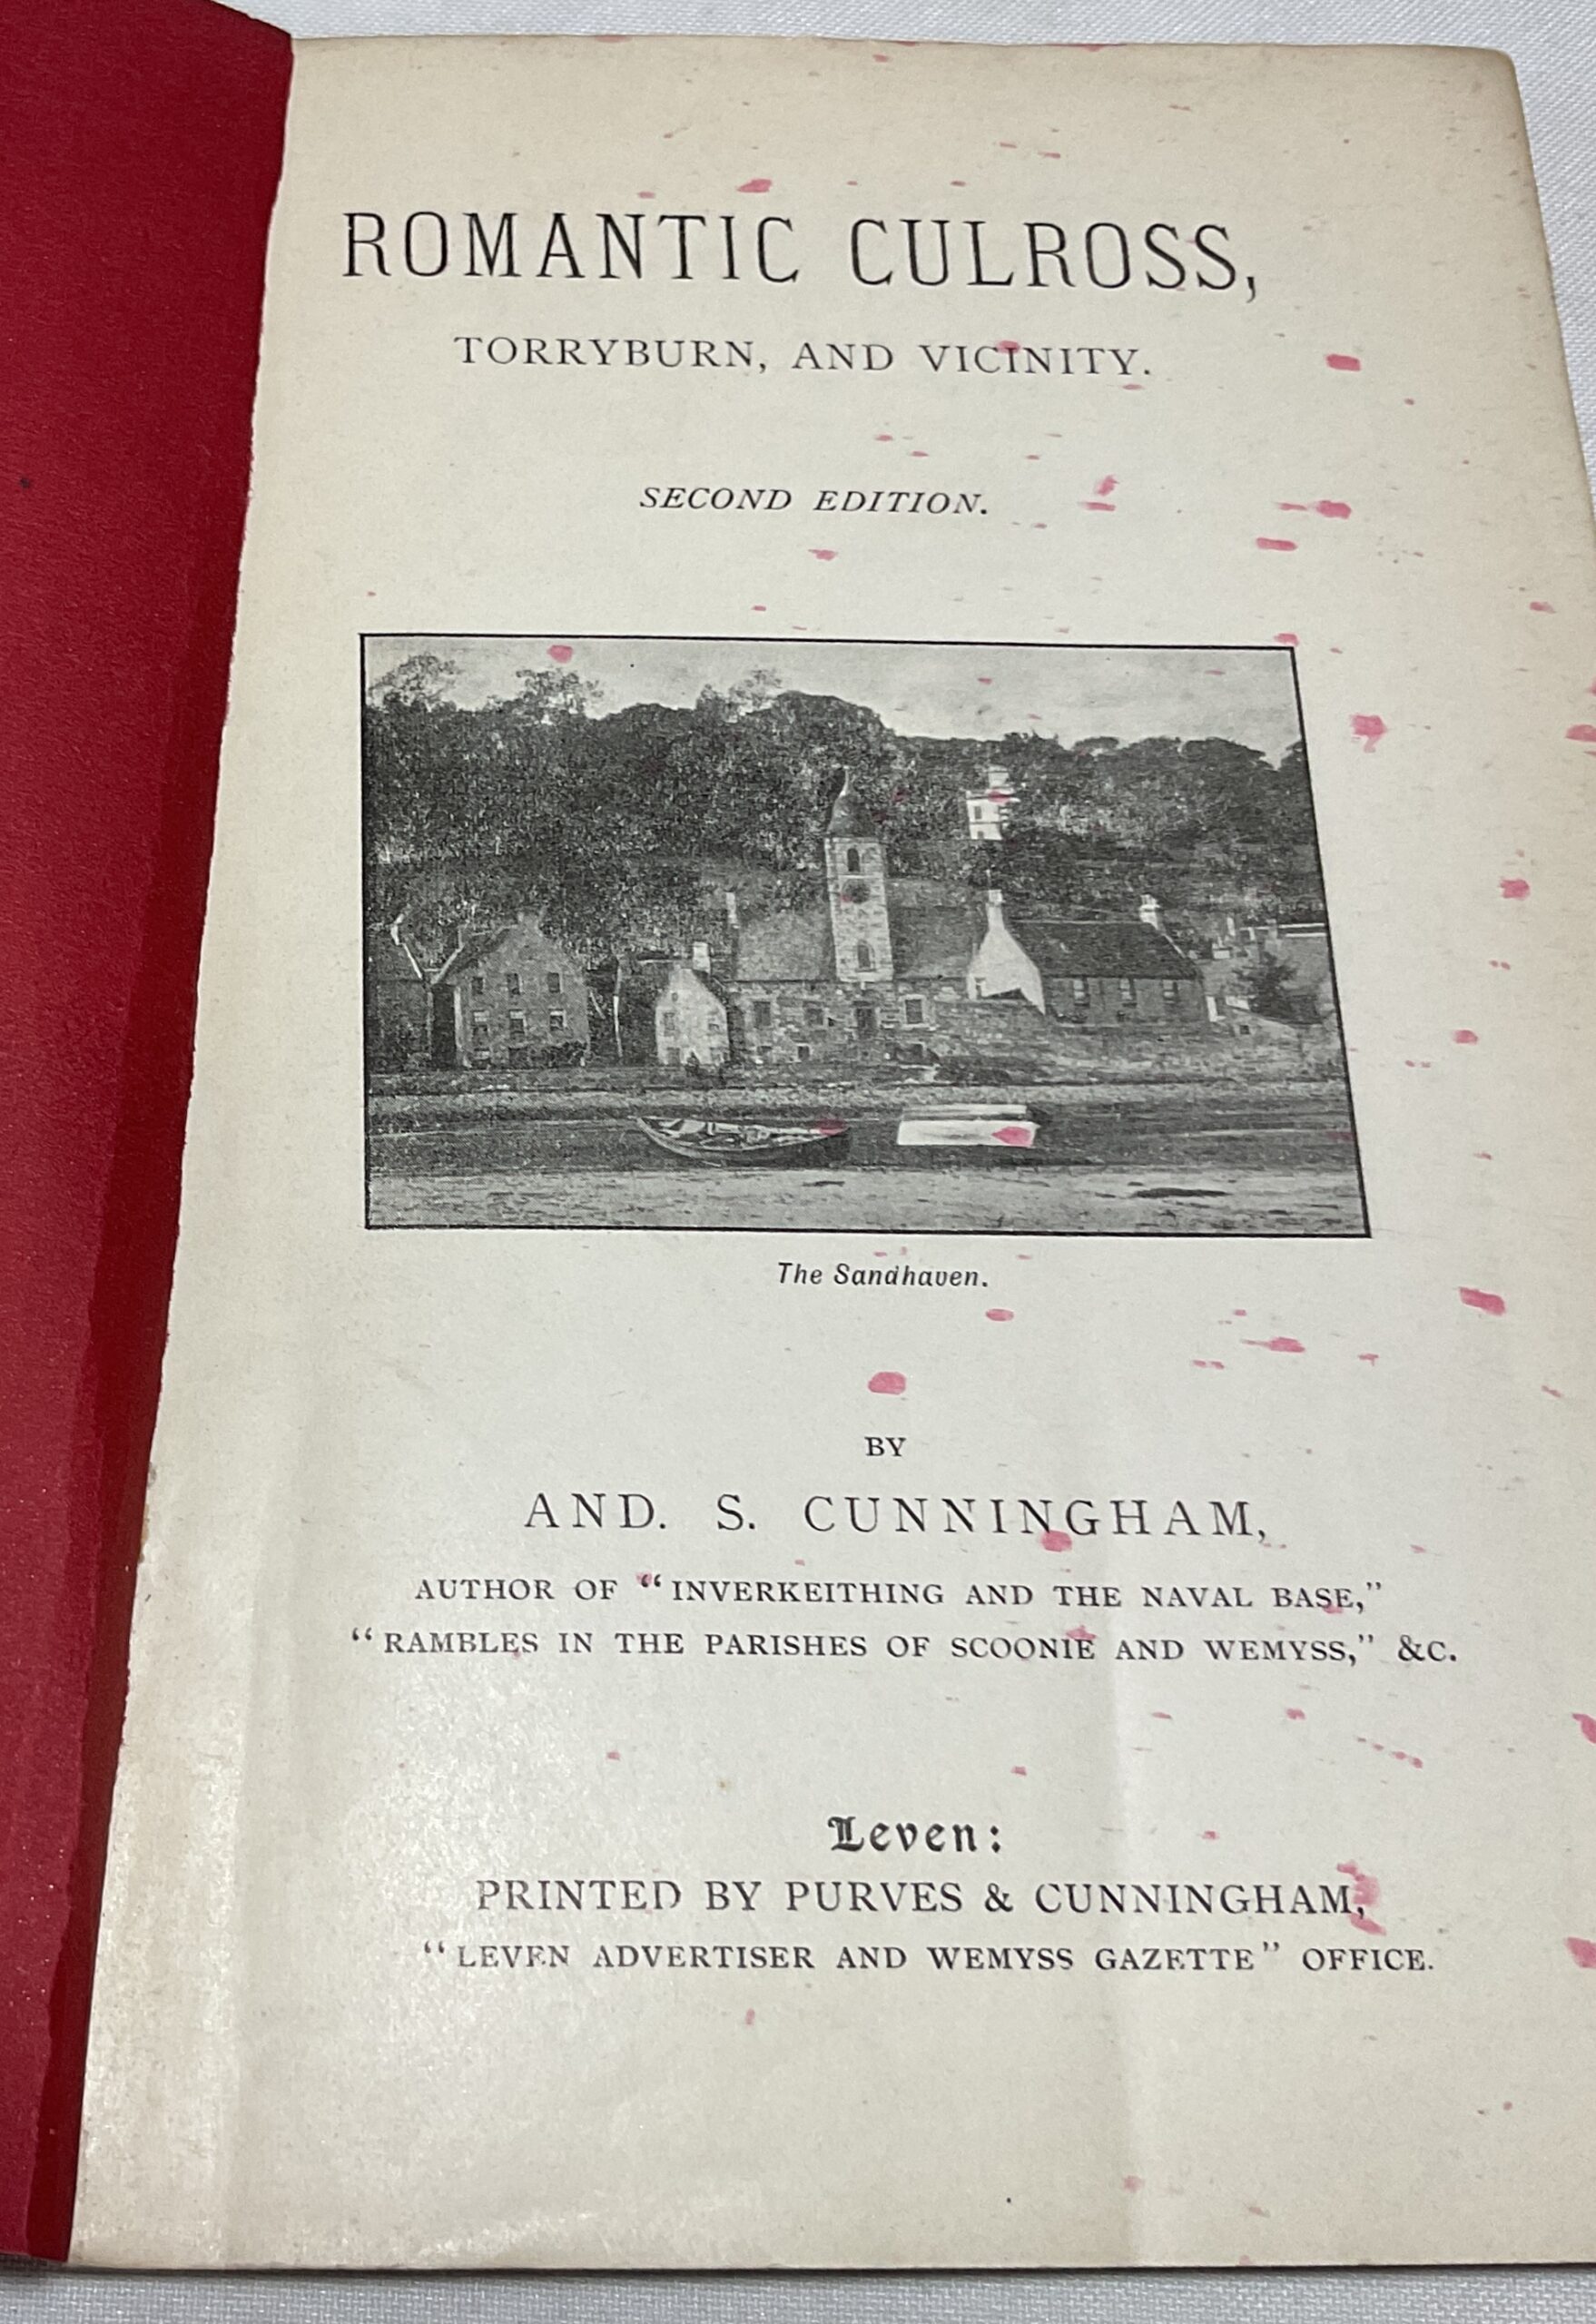 ROMANTIC CULROSS,
TORRYBURN, AND VICINITY.
SECOND EDITION.
The Sandhaven.
BY
AND. S. CUNNINGHAM,
AUTHOR OF "INVERKEITHING AND THE NAVAL BASE,"
"RAMBLES IN THE PARISHES OF SCOONIE AND WEMYSS," &C.
Leven:
PRINTED BY PURVES & CUNNINGHAM,
"LEVEN ADVERTISER AND WEMYSS GAZETTE" OFFICE.